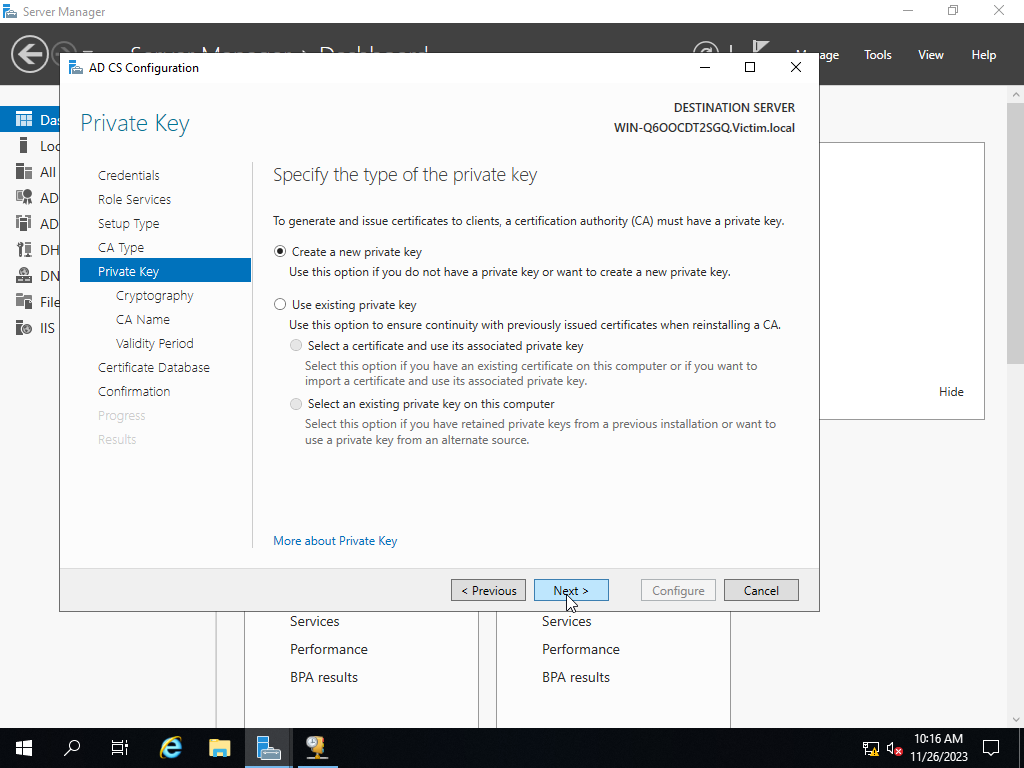 Server Manager
Manage
Tools
View
Help
AD CS Configuration
Private Key
DESTINATION SERVER
WIN-Q6OOCDT2SGQ.Victim.local
Credentials
Role Services
Setup Type
CA Type
Private Key
Cryptography
CA Name
Validity Period
Certificate Database
Confirmation
Progress
Results
Specify the type of the private key
To generate and issue certificates to clients, a certification authority (CA) must have a private key.
Create a new private key
Use this option if you do not have a private key or want to create a new private key.
Use existing private key
Use this option to ensure continuity with previously issued certificates when reinstalling a CA.
Select a certificate and use its associated private key
Select this option if you have an existing certificate on this computer or if you want to
import a certificate and use its associated private key.
Select an existing private key on this computer
Select this option if you have retained private keys from a previous installation or want to
use a private key from an alternate source.
More about Private Key
< Previous
Next >
Configure
Cancel
All
AD
AD
DH
DN
File
IIS
Hide
Services
Performance
BPA results
Services
Performance
BPA results
10:16 AM
11/26/2023